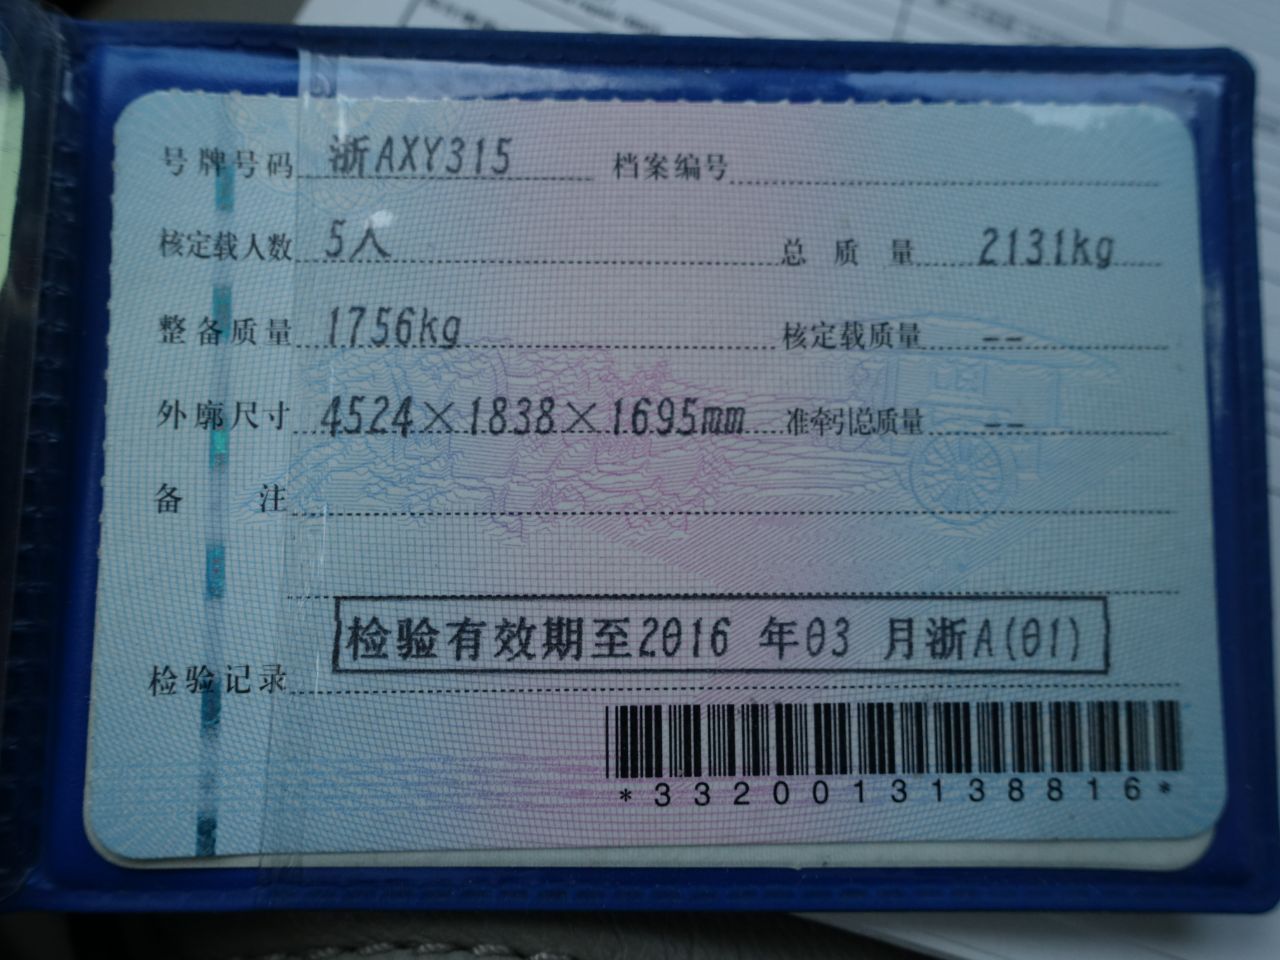 号牌号码 浙AXY315 档案编号
核定载人数 5人 总质量 2131kg
整备质量 1756kg 核定载质量 --
外廓尺寸 4524×1838×1695mm 准牵引总质量 --
备注
检验有效期至2016年03月浙A(01)
检验记录
*3320013138816*